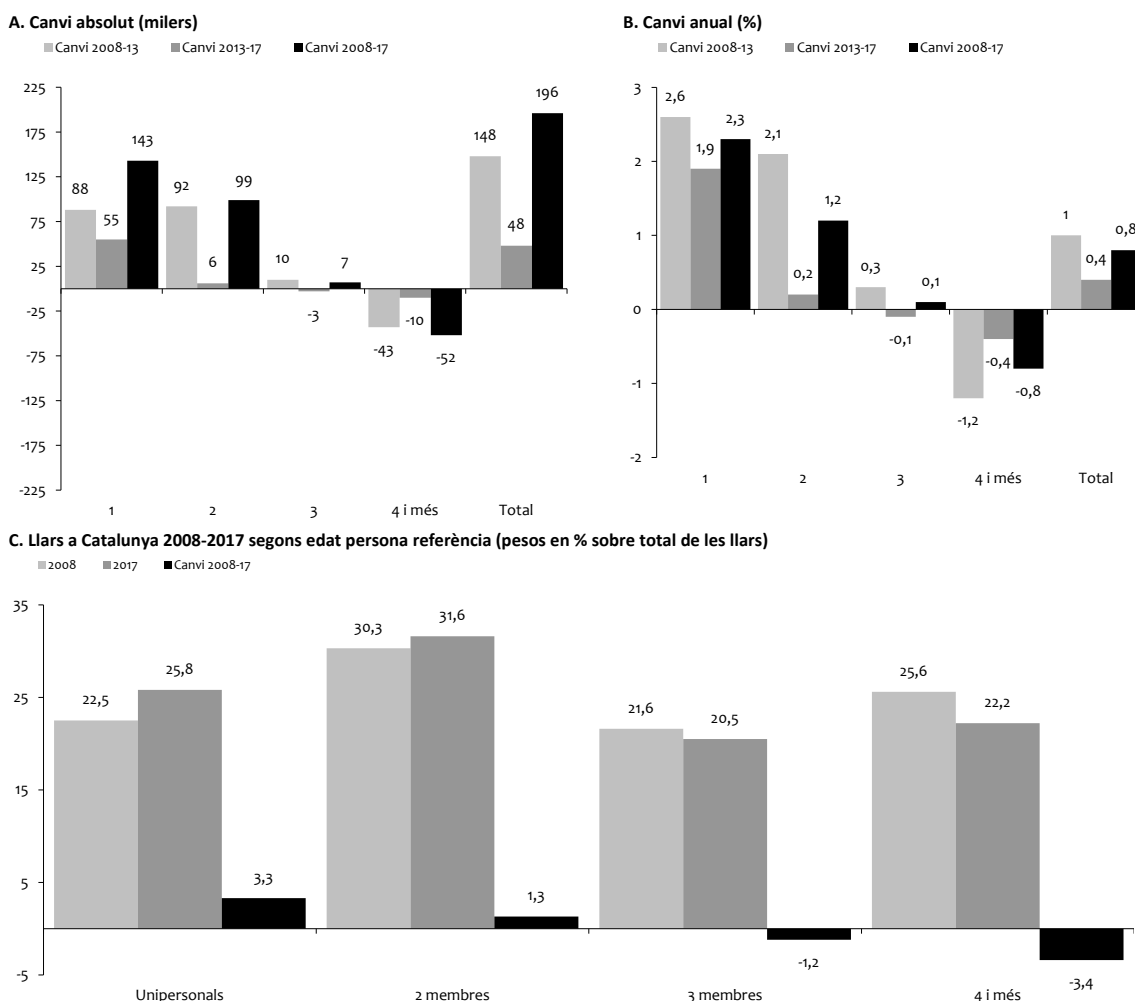 A. Canvi absolut (milers)
Canvi 2008-13 Canvi 2013-17 Canvi 2008-17
225
175
125
75
25
-25
-75
-125
-175
-225
88 55 143
92 6 99
10 -3 7
-43 -10 -52
148 48 196
1 2 3 4 i més Total
B. Canvi anual (%)
Canvi 2008-13 Canvi 2013-17 Canvi 2008-17
3
2
1
0
-1
-2
2,6 1,9 2,3
2,1 0,2 1,2
0,3 -0,1 0,1
-1,2 -0,4 -0,8
1 0,4 0,8
1 2 3 4 i més Total
C. Llars a Catalunya 2008-2017 segons edat persona referència (pesos en % sobre total de les llars)
2008 2017 Canvi 2008-17
35
25
15
5
-5
22,5 25,8 3,3
30,3 31,6 1,3
21,6 20,5 -1,2
25,6 22,2 -3,4
Unipersonals 2 membres 3 membres 4 i més